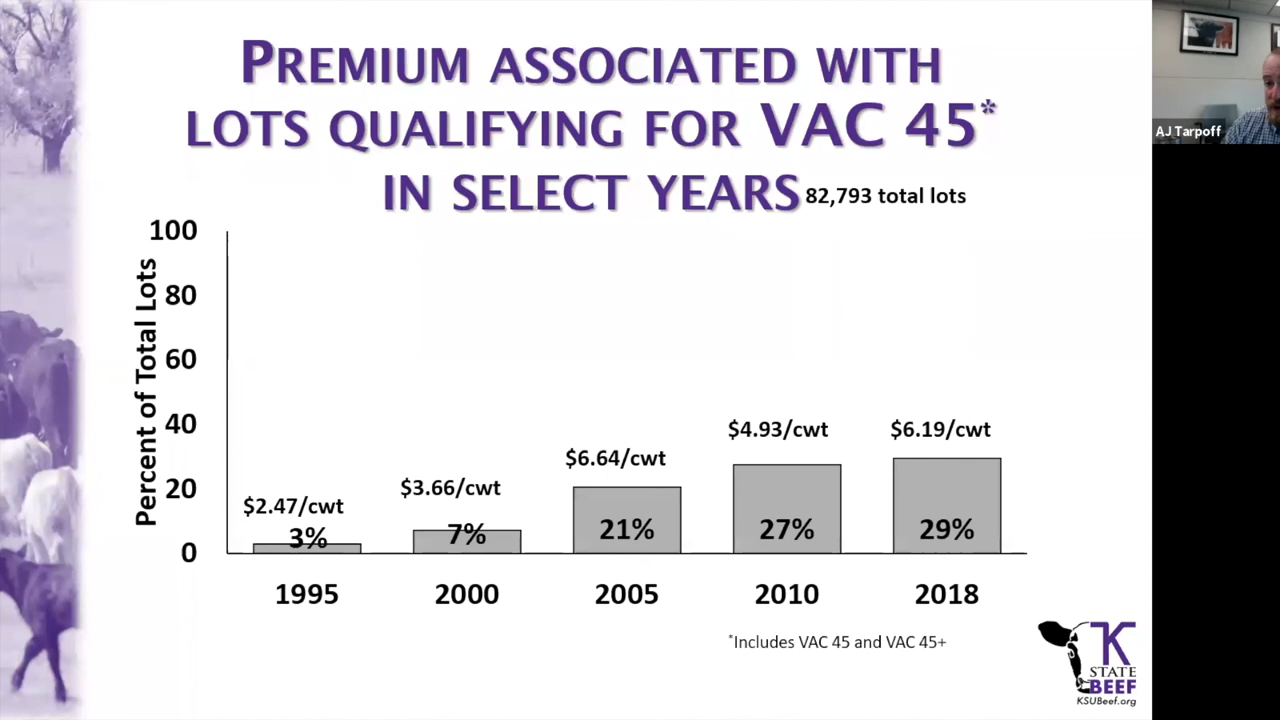 PREMIUM ASSOCIATED WITH
LOTS QUALIFYING FOR VAC 45*
IN SELECT YEARS
82,793 total lots
AJ Tarpoff
Percent of Total Lots
100
80
60
40
20
0
$2.47/cwt
$3.66/cwt
$6.64/cwt
$4.93/cwt
$6.19/cwt
3%
7%
21%
27%
29%
1995
2000
2005
2010
2018
*Includes VAC 45 and VAC 45+
K
STATE
BEEF
KSUBeef.org